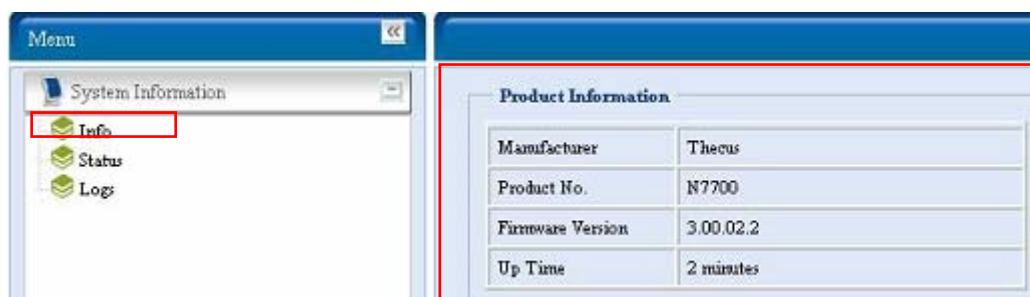 Menu
System Information
Info
Status
Logs
Product Information
Manufacturer Thecus
Product No. N7700
Firmware Version 3.00.02.2
Up Time 2 minutes